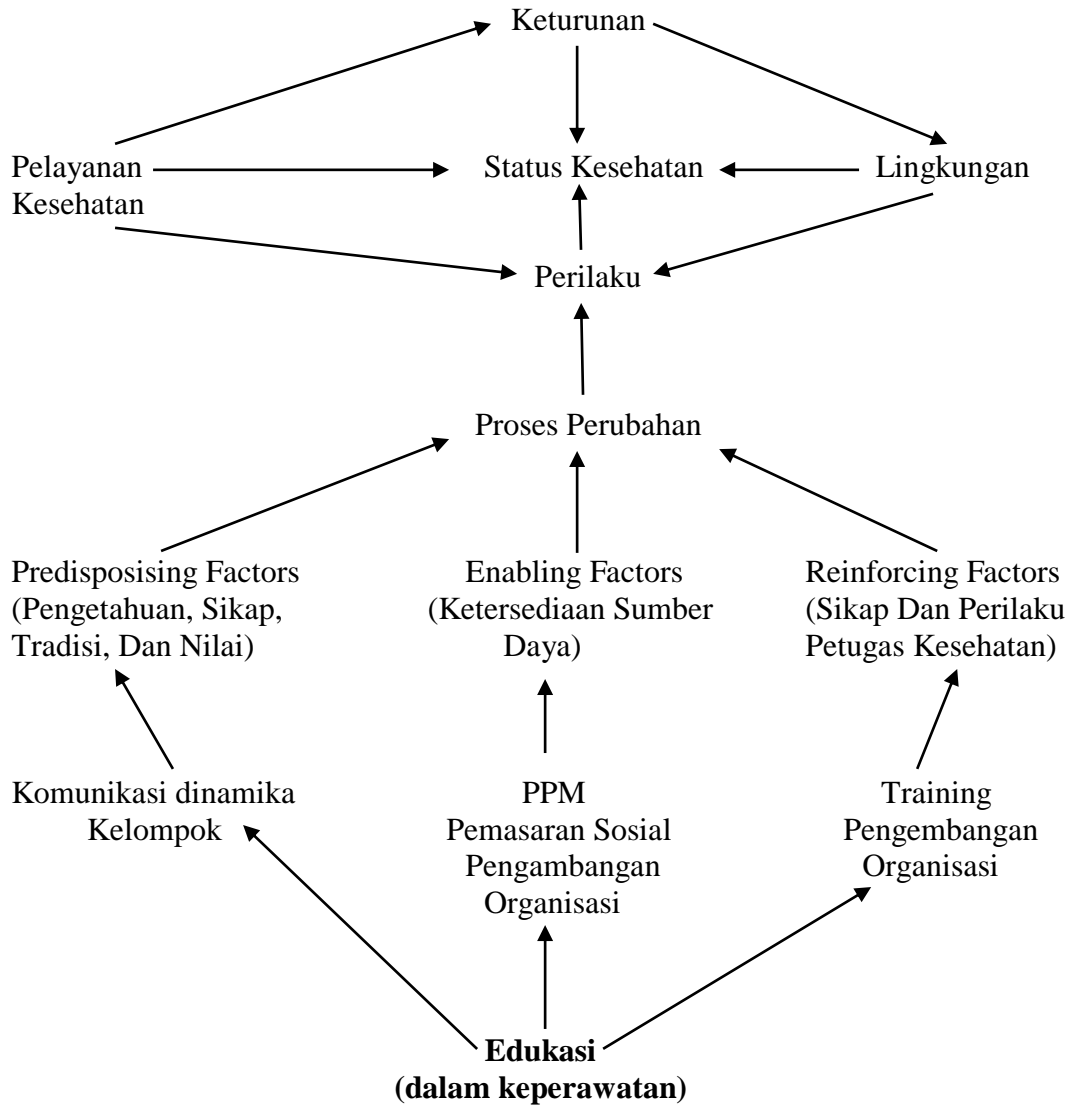 Keturunan
Pelayanan
Kesehatan
Status Kesehatan
Lingkungan
Perilaku
Proses Perubahan
Predisposising Factors
(Pengetahuan, Sikap,
Tradisi, Dan Nilai)
Enabling Factors
(Ketersediaan Sumber
Daya)
Reinforcing Factors
(Sikap Dan Perilaku
Petugas Kesehatan)
Komunikasi dinamika
Kelompok
PPM
Pemasaran Sosial
Pengambangan
Organisasi
Training
Pengembangan
Organisasi
Edukasi
(dalam keperawatan)